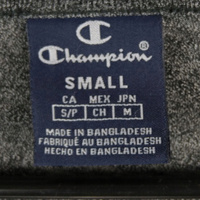 Champion®
SMALL
CA MEX JPN
S/P CH M
MADE IN BANGLADESH
FABRIQUÉ AU BANGLADESH
HECHO EN BANGLADESH